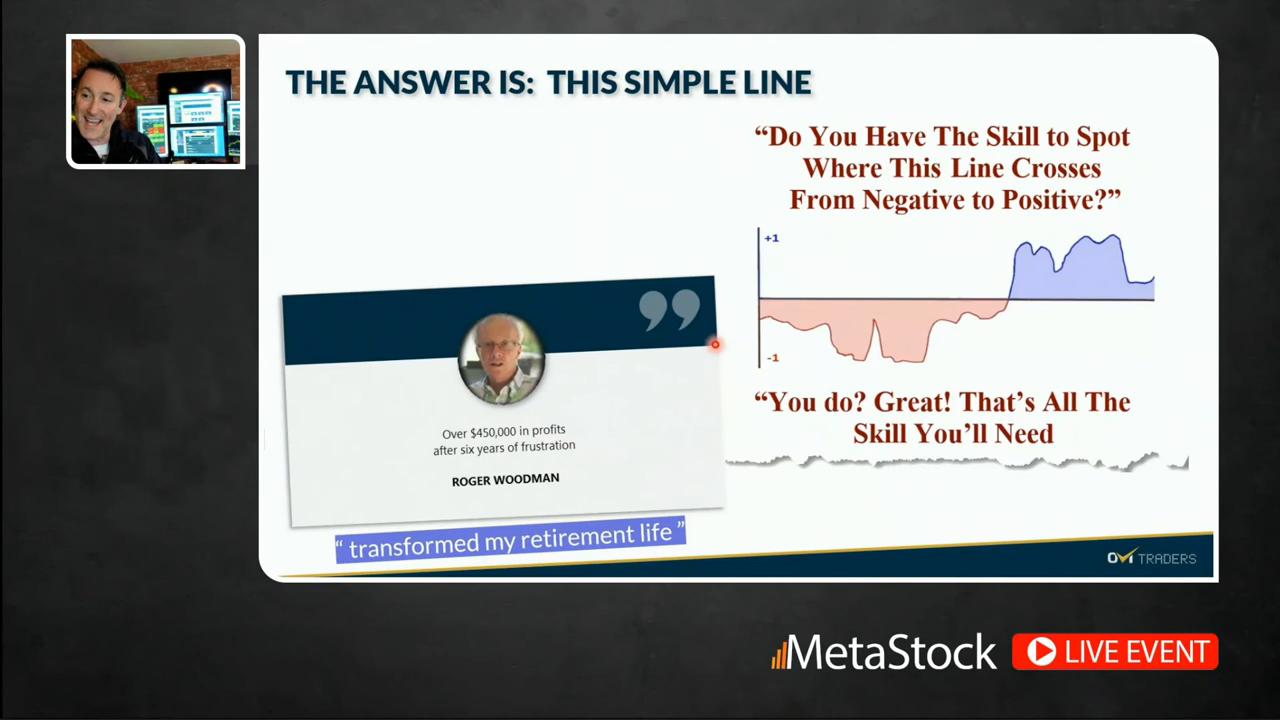 THE ANSWER IS: THIS SIMPLE LINE
“Do You Have The Skill to Spot
Where This Line Crosses
From Negative to Positive?”
+1
-1
“You do? Great! That’s All The
Skill You’ll Need
”
Over $450,000 in profits
after six years of frustration
ROGER WOODMAN
“ transformed my retirement life ”
OVI TRADERS
MetaStock
LIVE EVENT